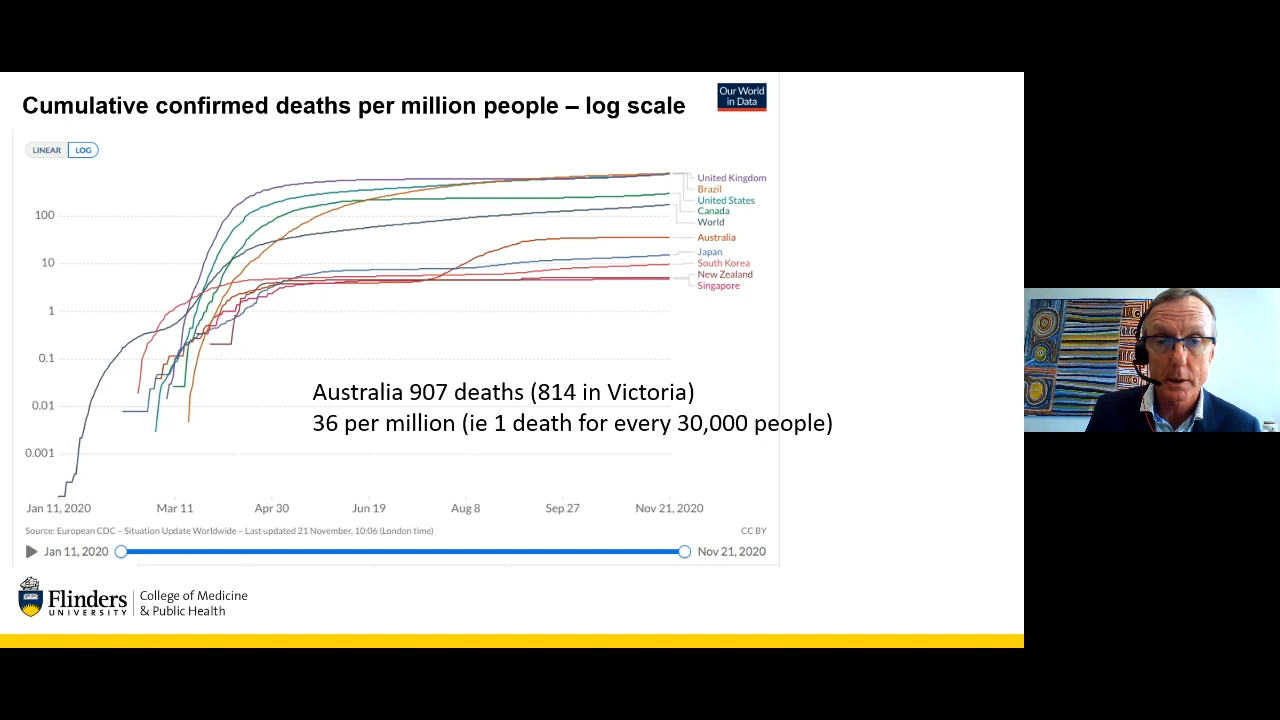 Cumulative confirmed deaths per million people – log scale
Our World
in Data
LINEAR LOG
100
10
1
0.1
0.01
0.001
United Kingdom
Brazil
United States
Canada
World
Australia
Japan
South Korea
New Zealand
Singapore
Australia 907 deaths (814 in Victoria)
36 per million (ie 1 death for every 30,000 people)
Jan 11, 2020 Mar 11 Apr 30 Jun 19 Aug 8 Sep 27 Nov 21, 2020
Source: European CDC – Situation Update Worldwide – Last updated 21 November, 10:06 (London time) CC BY
Jan 11, 2020 Nov 21, 2020
Flinders
UNIVERSITY
College of Medicine
& Public Health